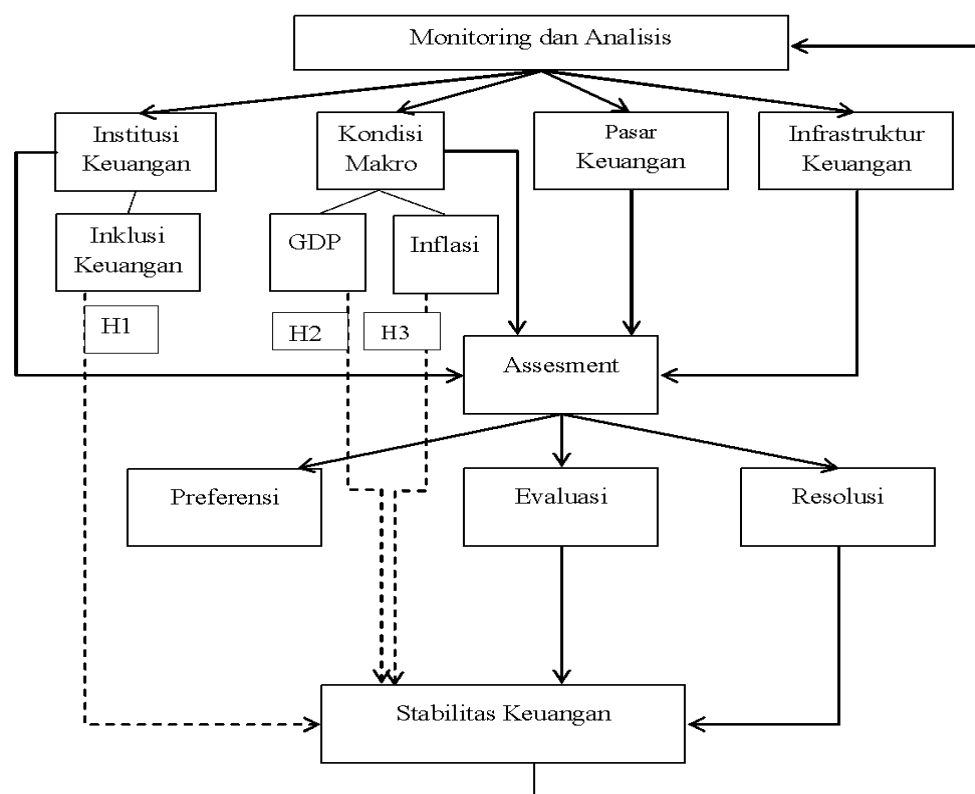 Monitoring dan Analisis
Institusi
Keuangan
Kondisi
Makro
Pasar
Keuangan
Infrastruktur
Keuangan
Inklusi
Keuangan
GDP
Inflasi
H1
H2
H3
Assesment
Preferensi
Evaluasi
Resolusi
Stabilitas Keuangan